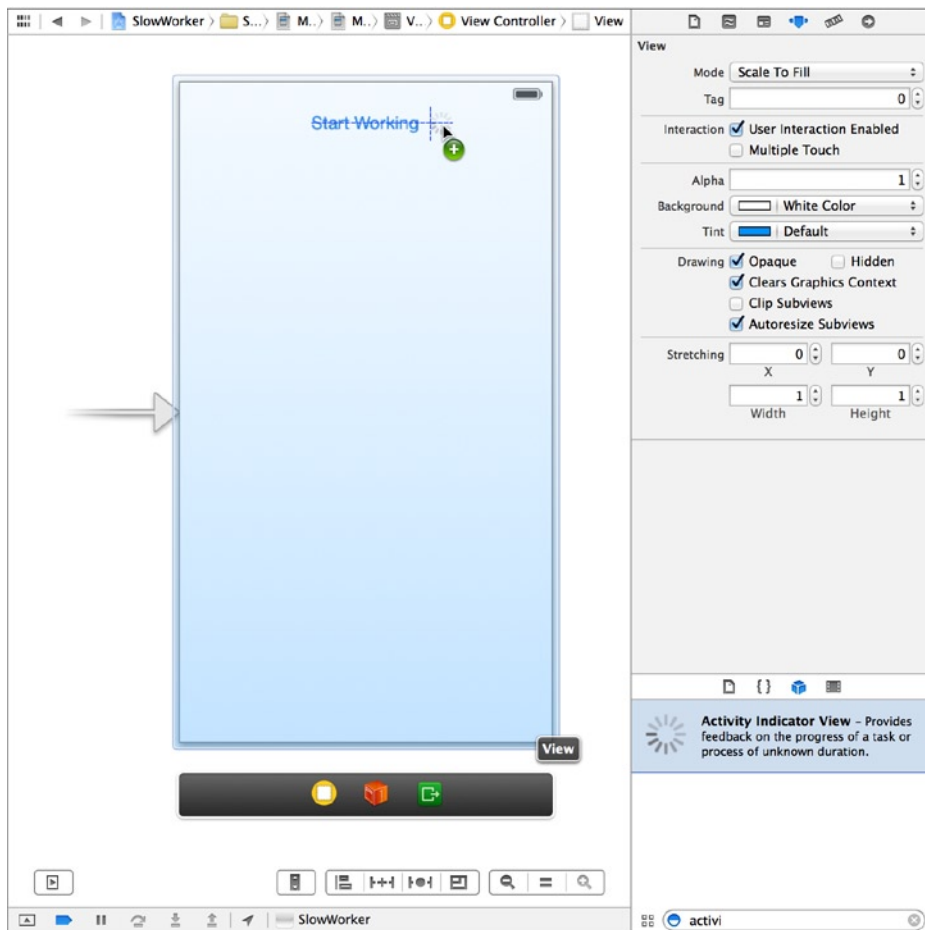 SlowWorker S...) M..) M..) V..) View Controller View
View
Mode Scale To Fill
Tag 0
Interaction User Interaction Enabled
Multiple Touch
Alpha 1
Background White Color
Tint Default
Drawing Opaque Hidden
Clears Graphics Context
Clip Subviews
Autoresize Subviews
Stretching 0 0
X Y
1 1
Width Height
Start Working
View
Activity Indicator View – Provides
feedback on the progress of a task or
process of unknown duration.
SlowWorker
activi